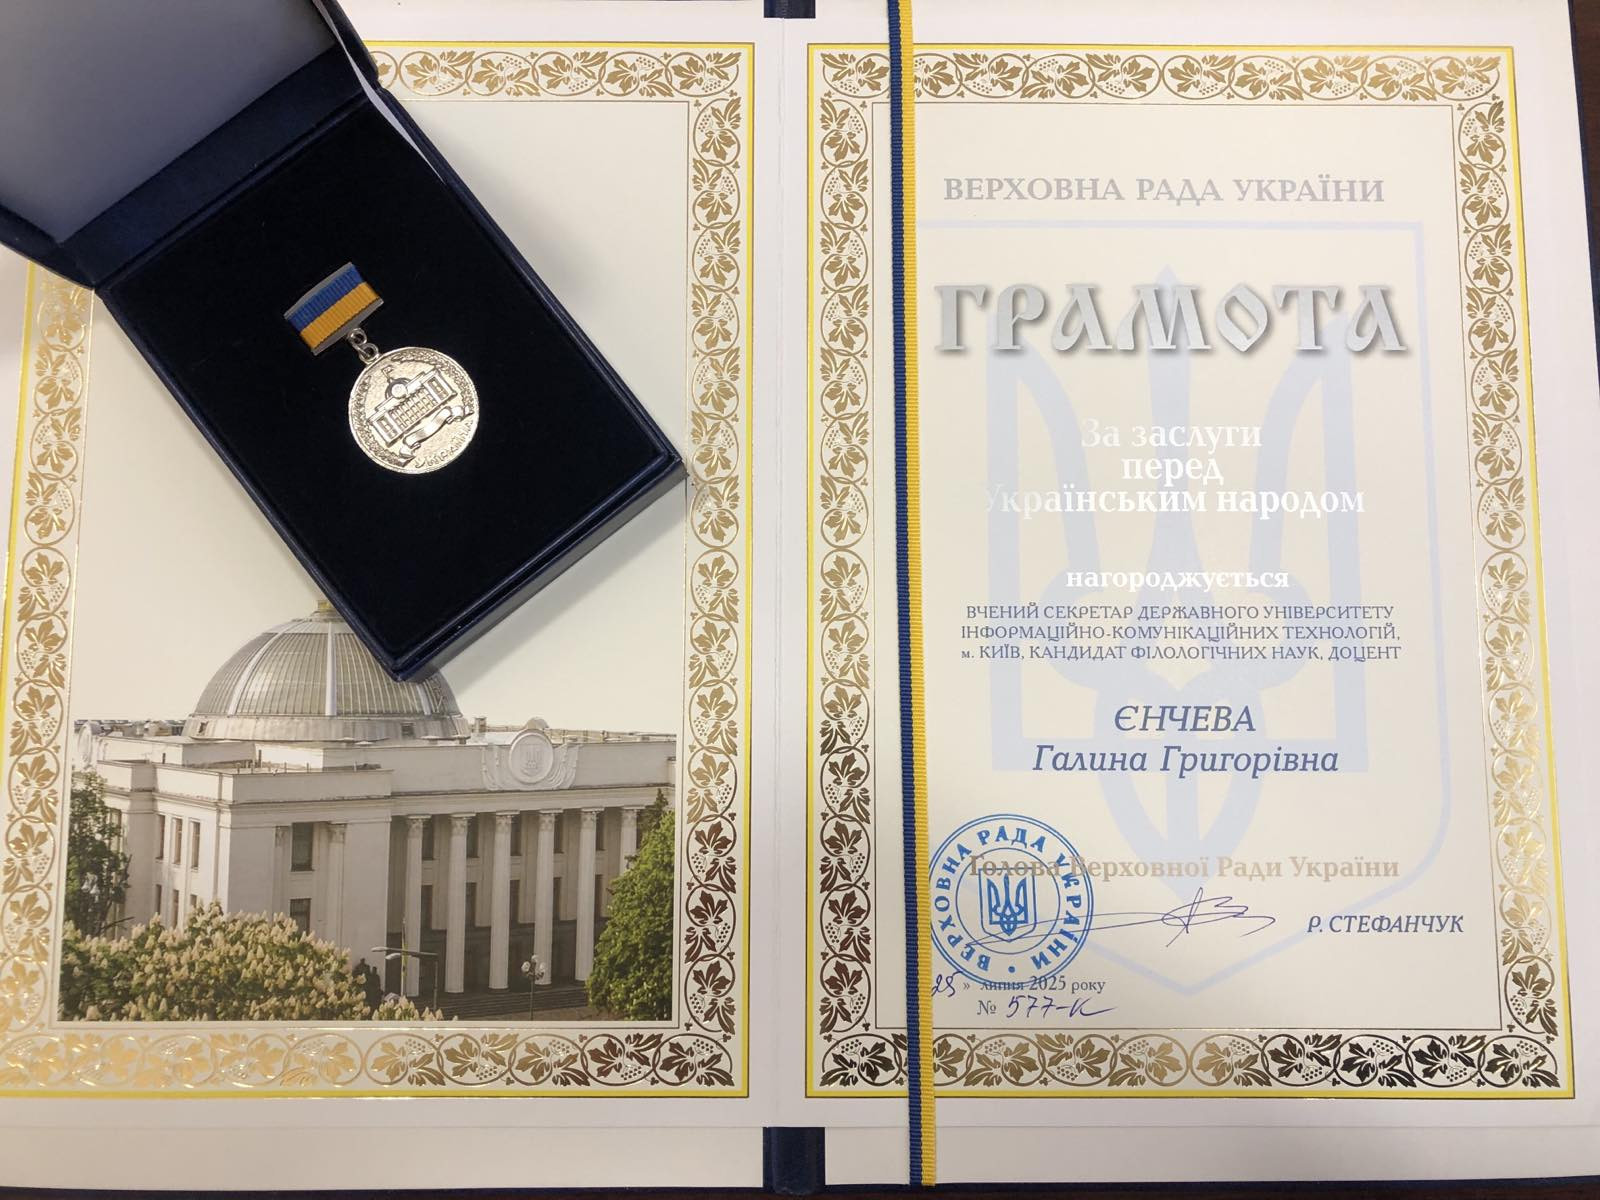 ВЕРХОВНА РАДА УКРАЇНИ
ГРАМОТА
За заслуги
перед
Українським народом
нагороджується
ВЧЕНИЙ СЕКРЕТАР ДЕРЖАВНОГО УНІВЕРСИТЕТУ
ІНФОРМАЦІЙНО-КОМУНІКАЦІЙНИХ ТЕХНОЛОГІЙ,
м. КИЇВ, КАНДИДАТ ФІЛОЛОГІЧНИХ НАУК, ДОЦЕНТ
ЄНЧЕВА
Галина Григорівна
Голова Верховної Ради України
Р. СТЕФАНЧУК
ВЕРХОВНА РАДА УКРАЇНИ
25 » липня 2025 року
№ 577-к
УКРАЇНА